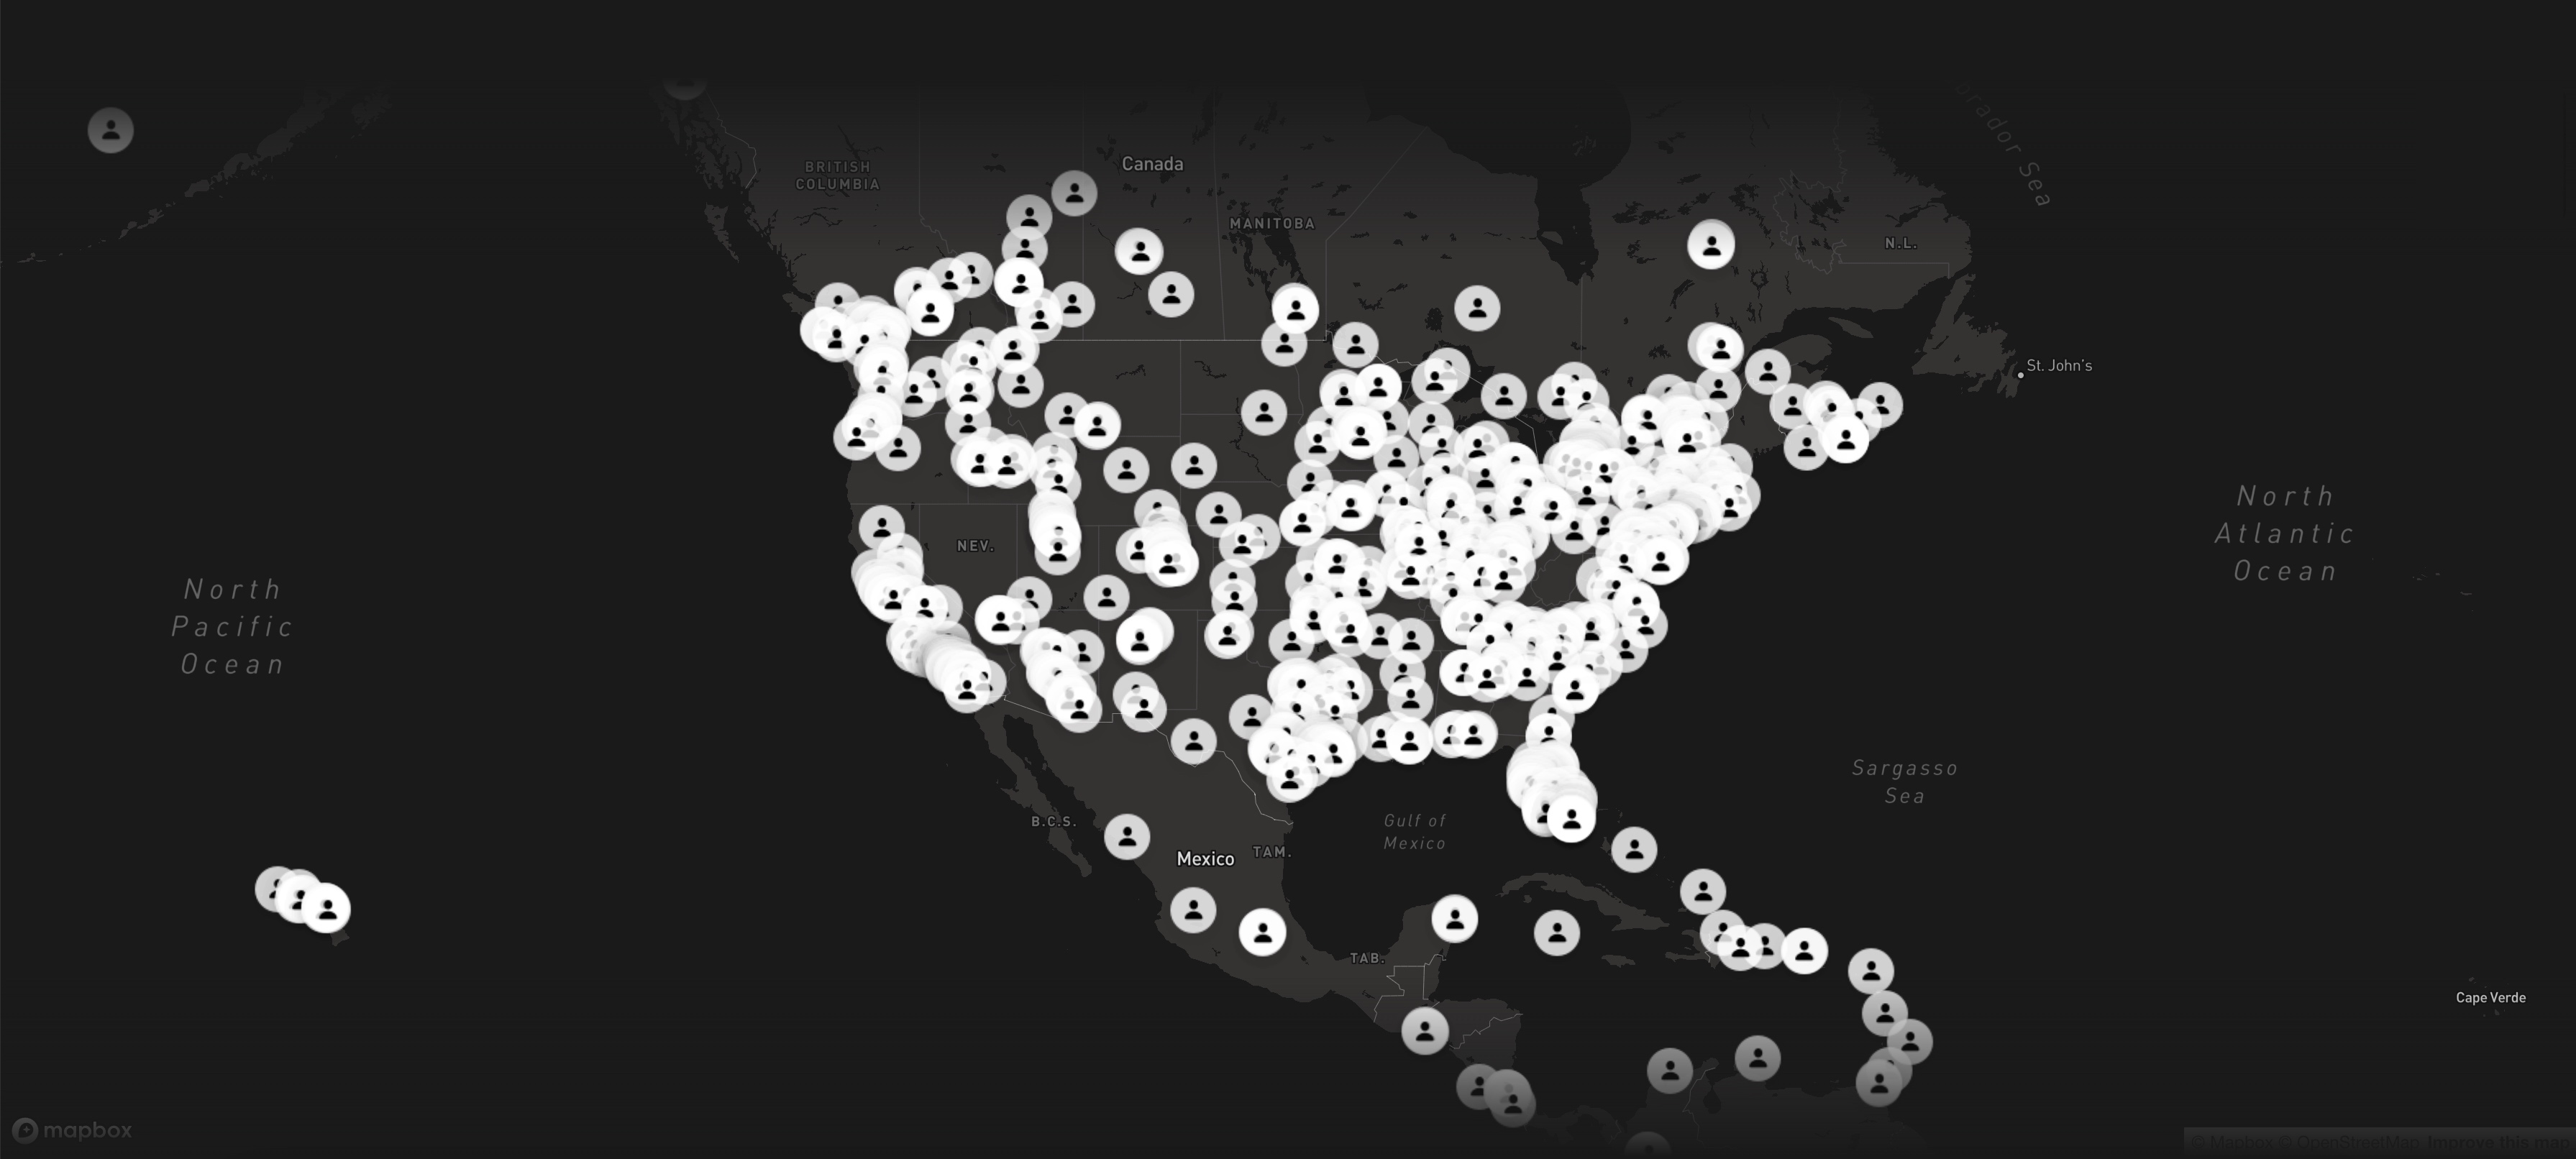 brador Sea
BRITISH
COLUMBIA
Canada
MANITOBA
N.L.
St. John's
NEV.
North
Pacific
Ocean
North
Atlantic
Ocean
Sargasso
Sea
B.C.S.
Mexico
TAM.
Gulf of
Mexico
TAB.
Cape Verde
mapbox
© Mapbox © OpenStreetMap Improve this map